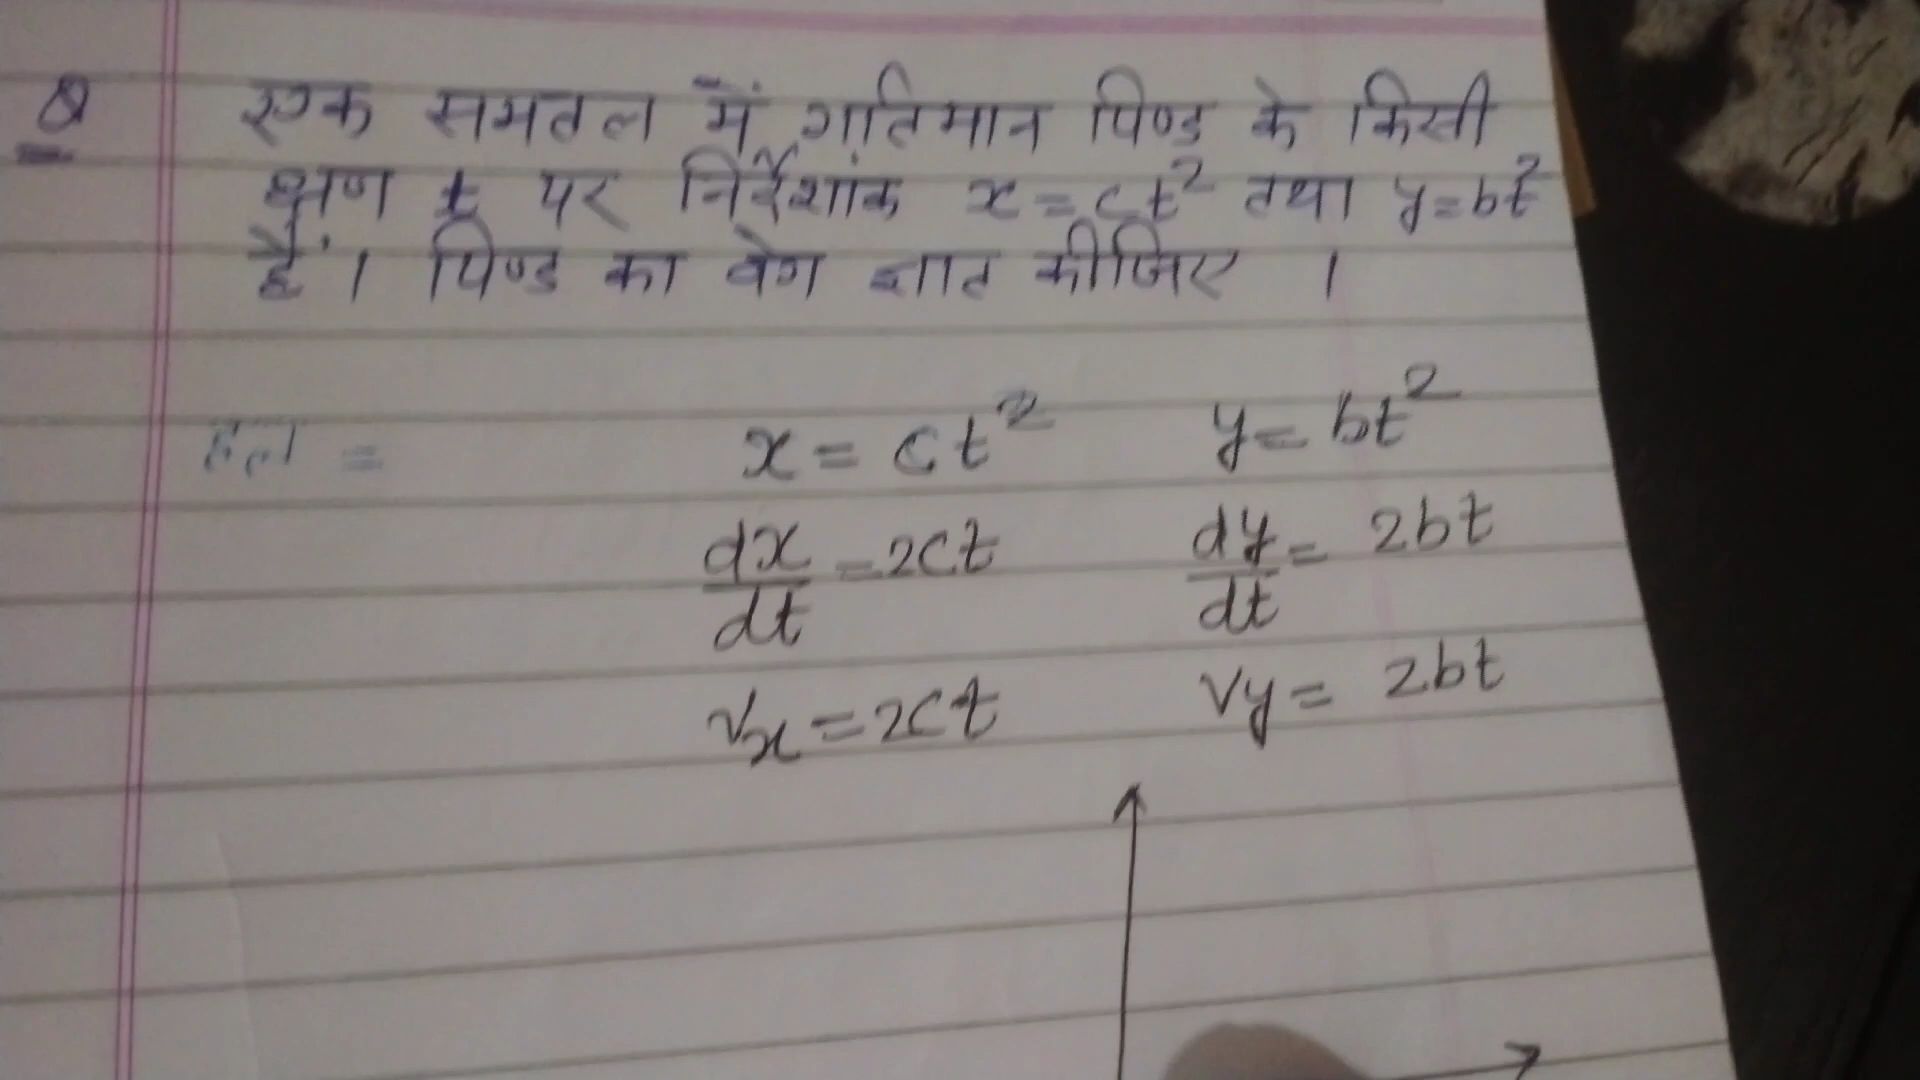 Q एक समतल में गतिमान पिण्ड के किसी
क्षण t पर निर्देशांक x = ct² तथा y = bt²
हैं। पिण्ड का वेग ज्ञात कीजिए ।
हल = x = ct² y = bt²
dx/dt = 2ct dy/dt = 2bt
Vx = 2ct Vy = 2bt